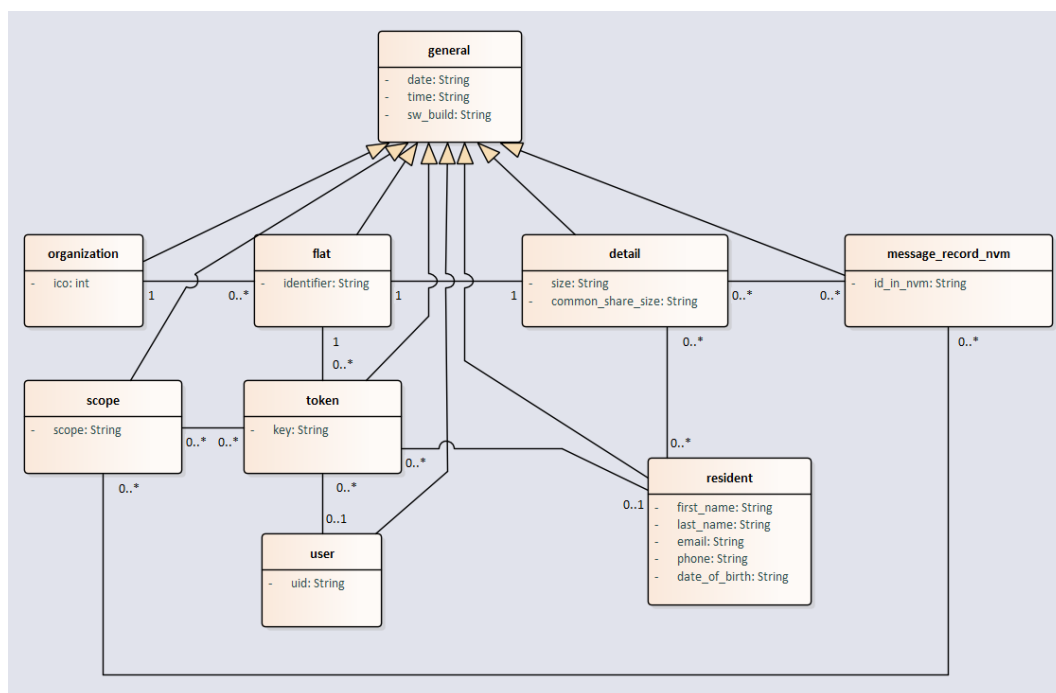 general
- date: String
- time: String
- sw_build: String
organization
- ico: int
flat
- identifier: String
detail
- size: String
- common_share_size: String
message_record_nvm
- id_in_nvm: String
1
0..*
1
1
0..*
0..*
1
0..*
0..*
0..*
scope
- scope: String
token
- key: String
0..*
0..*
0..*
0..*
0..*
0..*
0..1
resident
- first_name: String
- last_name: String
- email: String
- phone: String
- date_of_birth: String
0..1
user
- uid: String